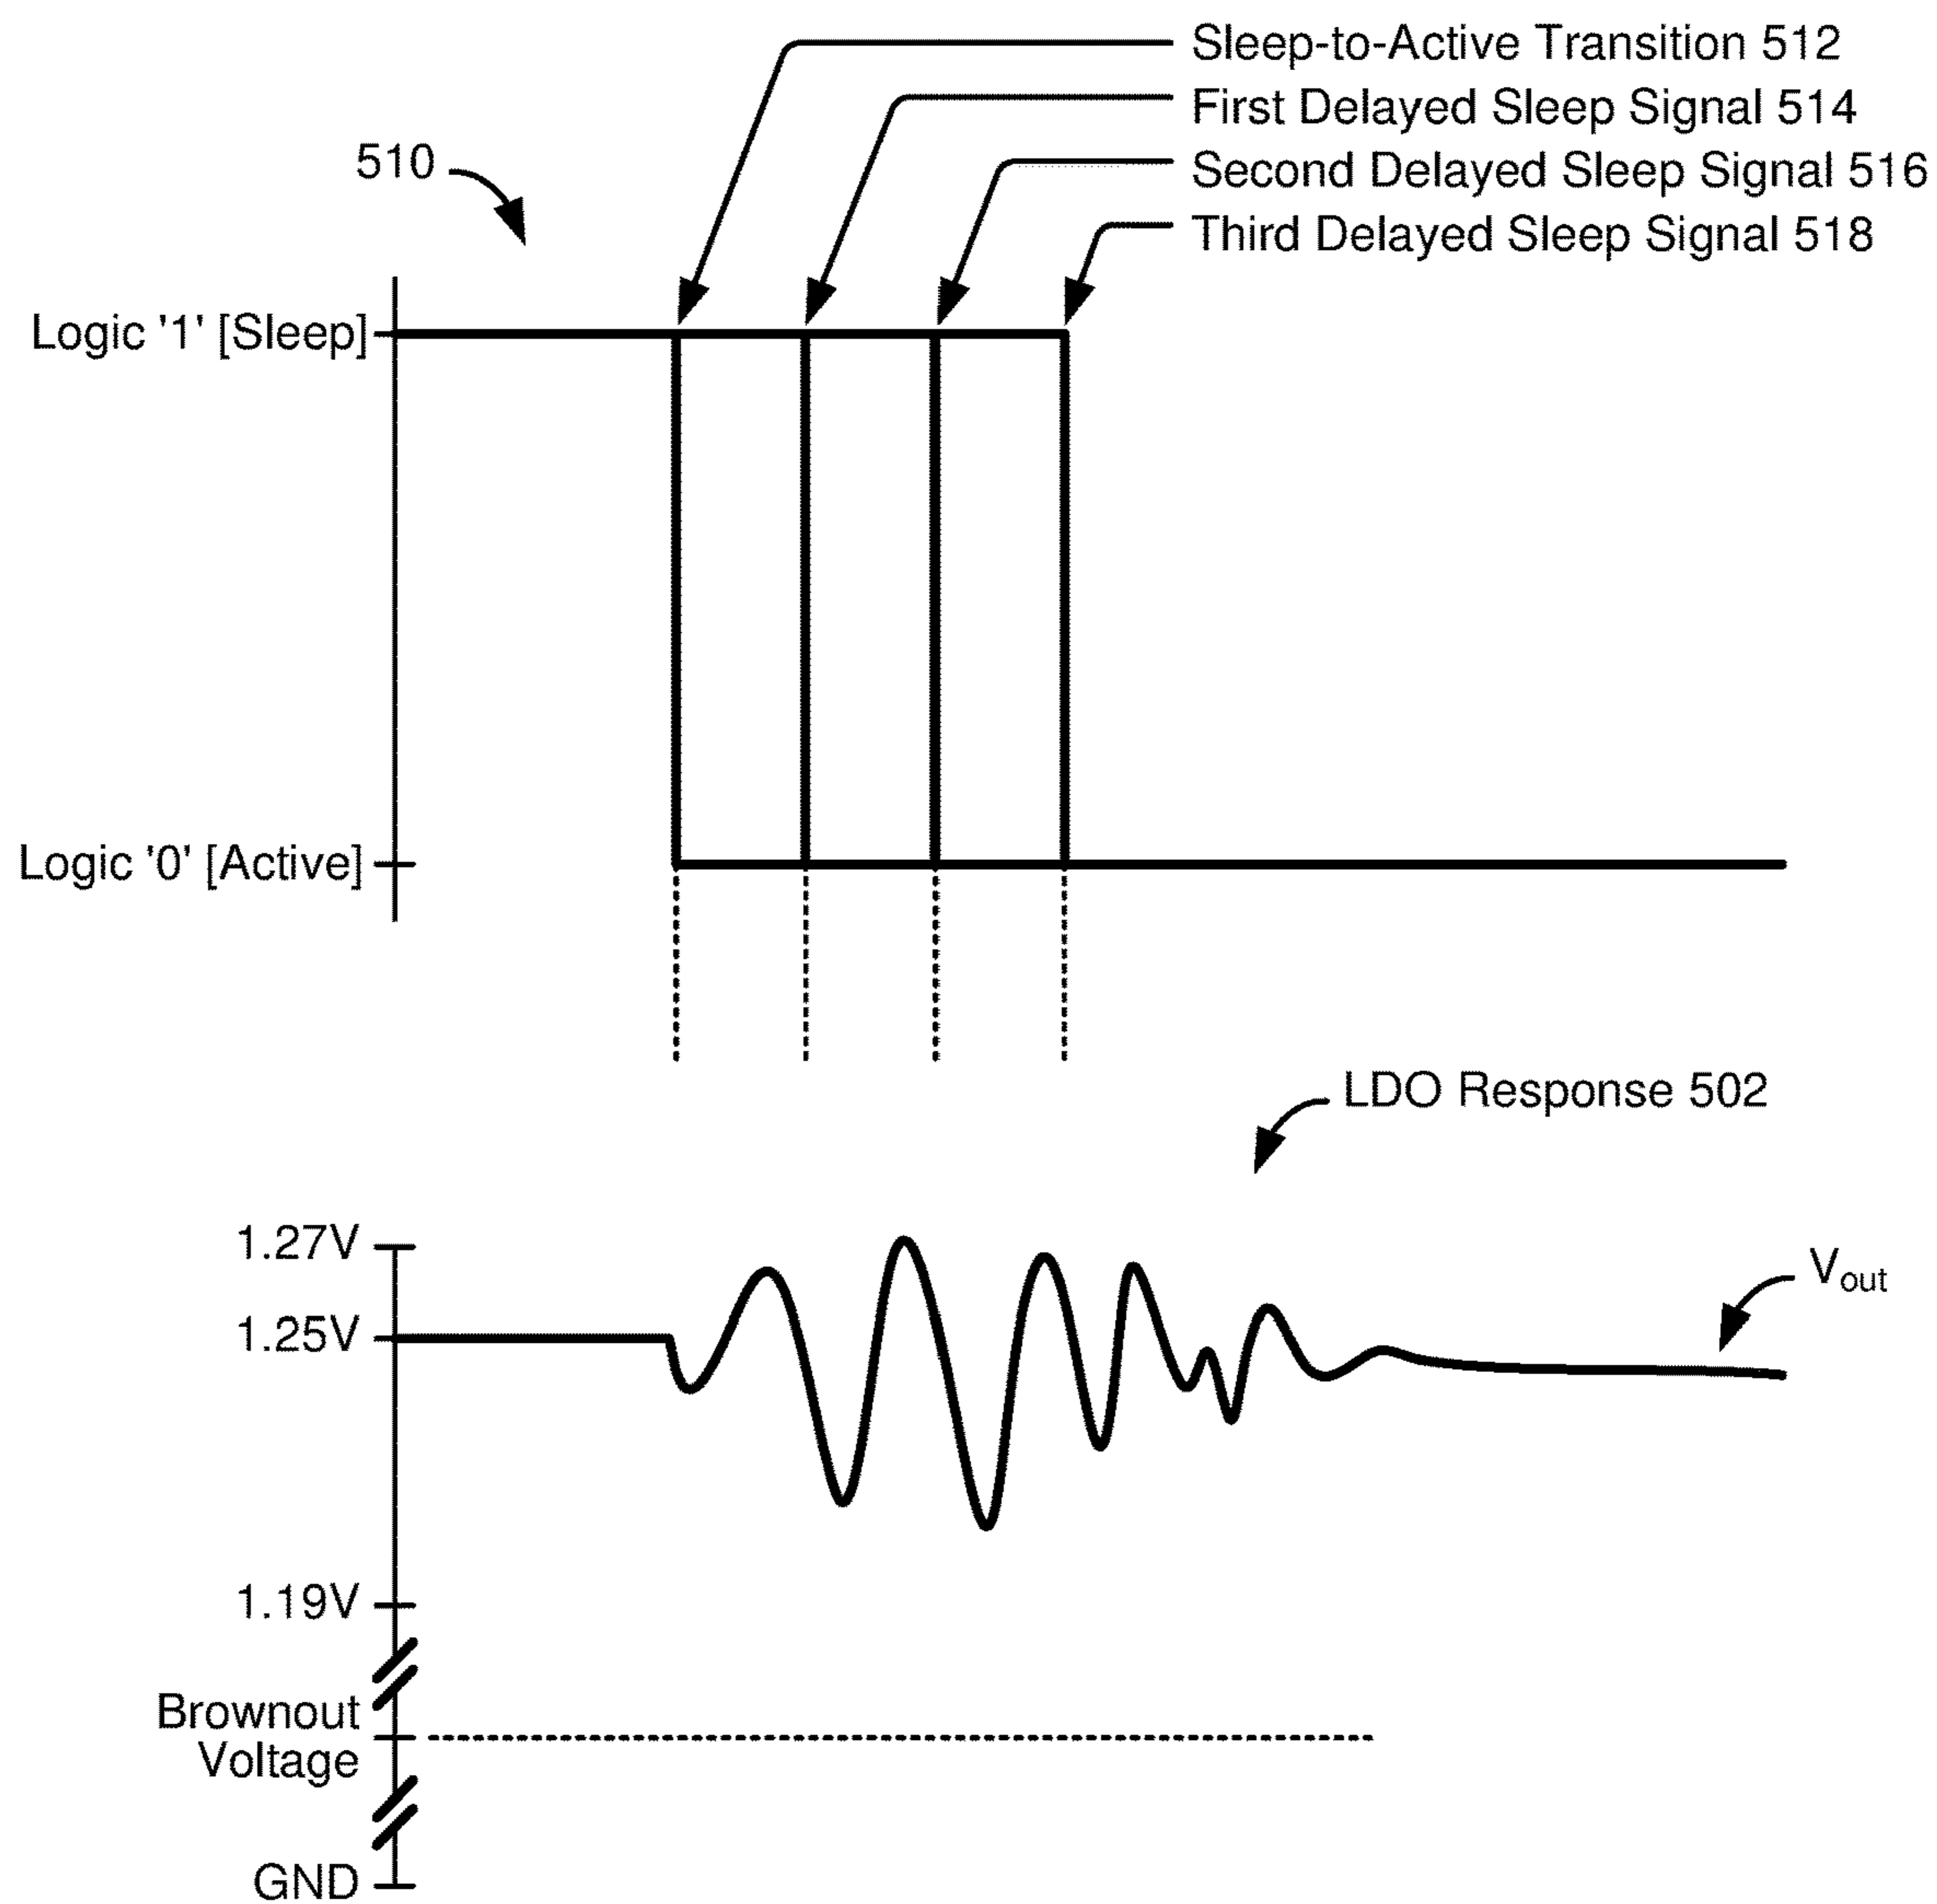 Sleep-to-Active Transition 512
First Delayed Sleep Signal 514
510
Second Delayed Sleep Signal 516
Third Delayed Sleep Signal 518
Logic '1' [Sleep]
Logic '0' [Active]
LDO Response 502
1.27V
Vout
1.25V
1.19V
Brownout
Voltage
GND